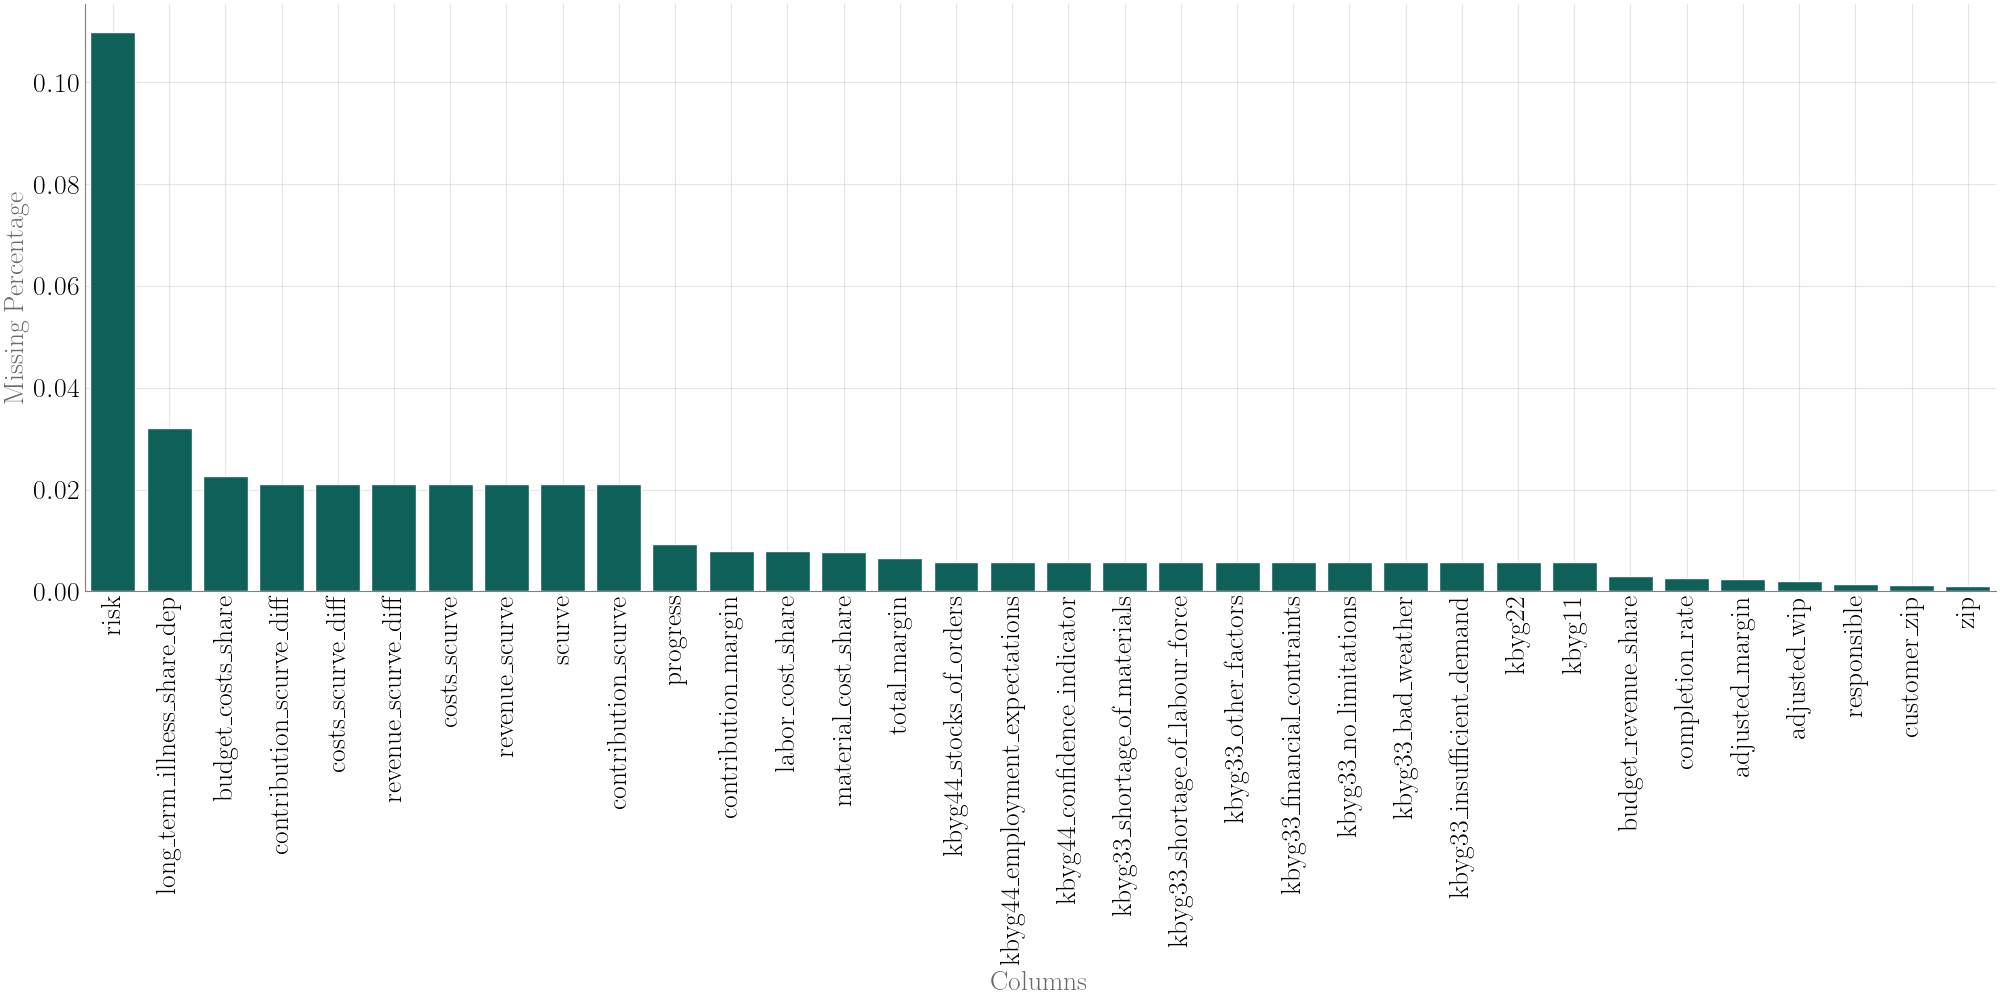 Missing Percentage
0.10
0.08
0.06
0.04
0.02
0.00
risk
long_term_illness_share_dep
budget_costs_share
contribution_scurve_diff
costs_scurve_diff
revenue_scurve_diff
costs_scurve
revenue_scurve
scurve
contribution_scurve
progress
contribution_margin
labor_cost_share
material_cost_share
total_margin
kbyg44_stocks_of_orders
kbyg44_employment_expectations
kbyg44_confidence_indicator
kbyg33_shortage_of_materials
kbyg33_shortage_of_labour_force
kbyg33_other_factors
kbyg33_financial_contraints
kbyg33_no_limitations
kbyg33_bad_weather
kbyg33_insufficient_demand
kbyg22
kbyg11
budget_revenue_share
completion_rate
adjusted_margin
adjusted_wip
responsible
customer_zip
zip
Columns